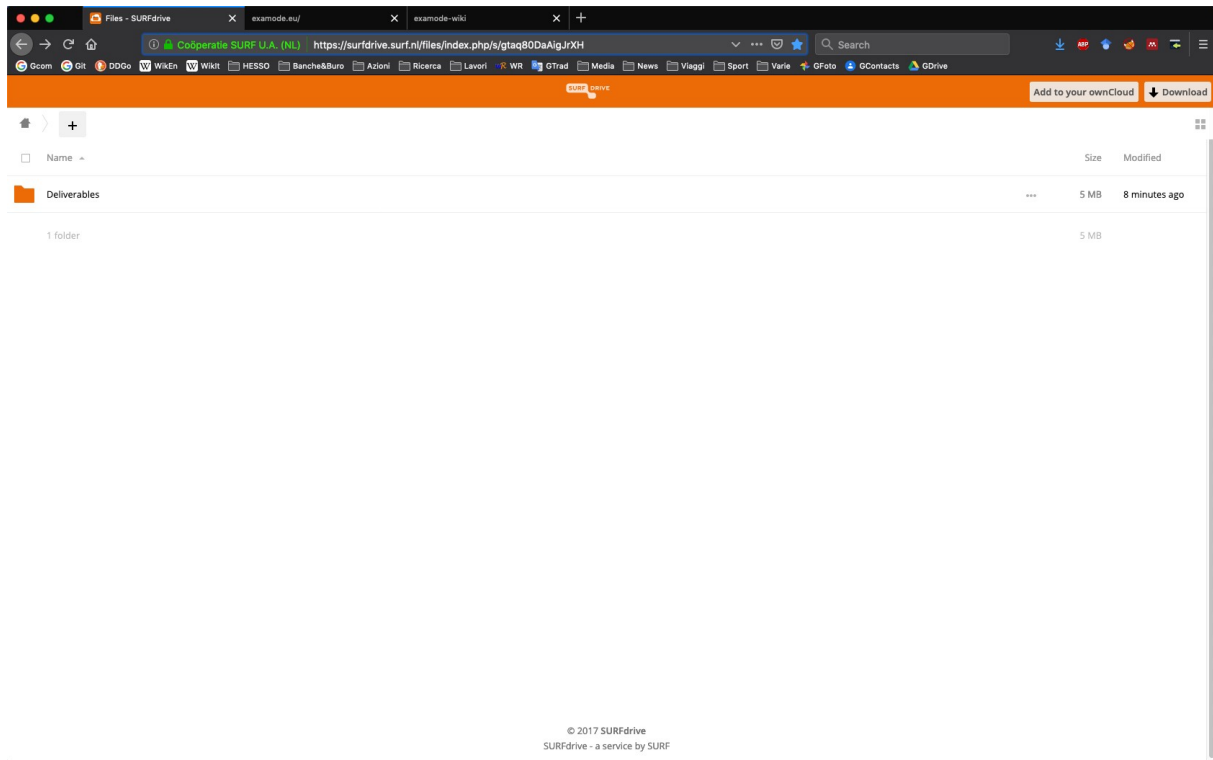 Files - SURFdrive examode.eu/ examode-wiki
Coöperatie SURF U.A. (NL) https://surfdrive.surf.nl/files/index.php/s/gtaq80DaAigJrXH Search ABP
Gcom Git DDGo WikEn WikIt HESSO Banche&Buro Azioni Ricerca Lavori WR GTrad Media News Viaggi Sport Varie GFoto GContacts GDrive
SURF DRIVE Add to your ownCloud Download
Name Size Modified
Deliverables 5 MB 8 minutes ago
1 folder 5 MB
© 2017 SURFdrive
SURFdrive - a service by SURF